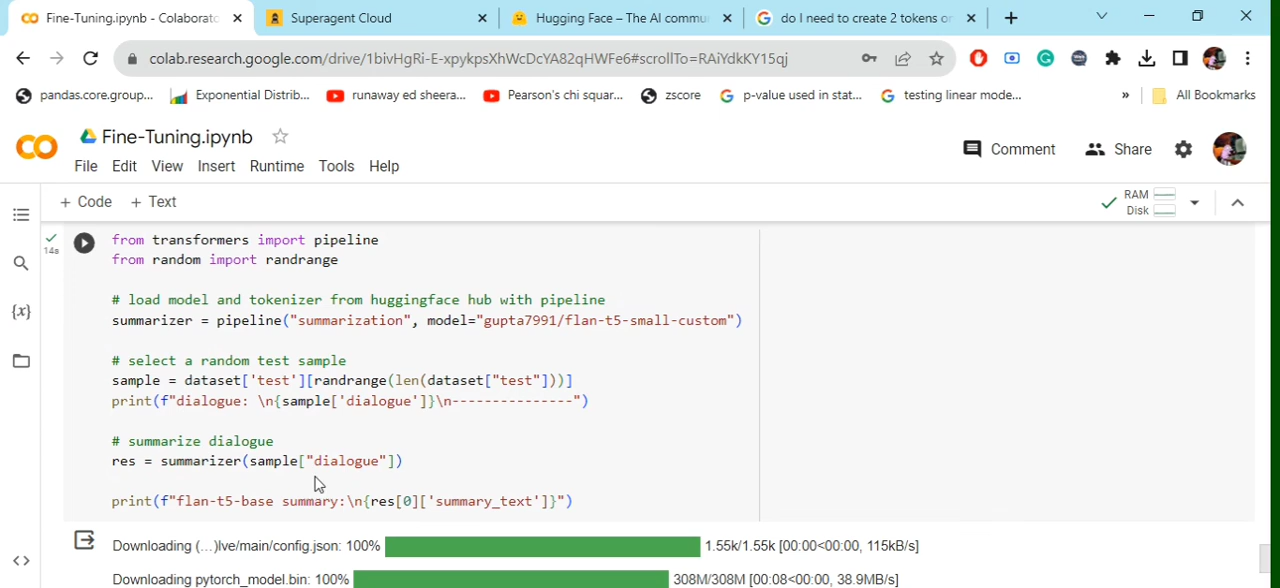 Fine-Tuning.ipynb - Colaborato
Superagent Cloud
Hugging Face – The AI commu
do I need to create 2 tokens or
colab.research.google.com/drive/1bivHgRi-E-xpykpsXhWcDcYA82qHWFe6#scrollTo=RAiYdkKY15qj
pandas.core.group...
Exponential Distrib...
runaway ed sheera...
Pearson's chi squar...
zscore
p-value used in stat...
testing linear mode...
»
All Bookmarks
Fine-Tuning.ipynb
Comment
Share
File Edit View Insert Runtime Tools Help
+ Code + Text
RAM
Disk
14s
from transformers import pipeline
from random import randrange
# load model and tokenizer from huggingface hub with pipeline
summarizer = pipeline("summarization", model="gupta7991/flan-t5-small-custom")
# select a random test sample
sample = dataset['test'][randrange(len(dataset["test"]))]
print(f"dialogue: \n{sample['dialogue']}\n---------------")
# summarize dialogue
res = summarizer(sample["dialogue"])
print(f"flan-t5-base summary:\n{res[0]['summary_text']}")
Downloading (…)lve/main/config.json: 100% 1.55k/1.55k [00:00<00:00, 115kB/s]
Downloading pytorch_model.bin: 100% 308M/308M [00:08<00:00, 38.9MB/s]